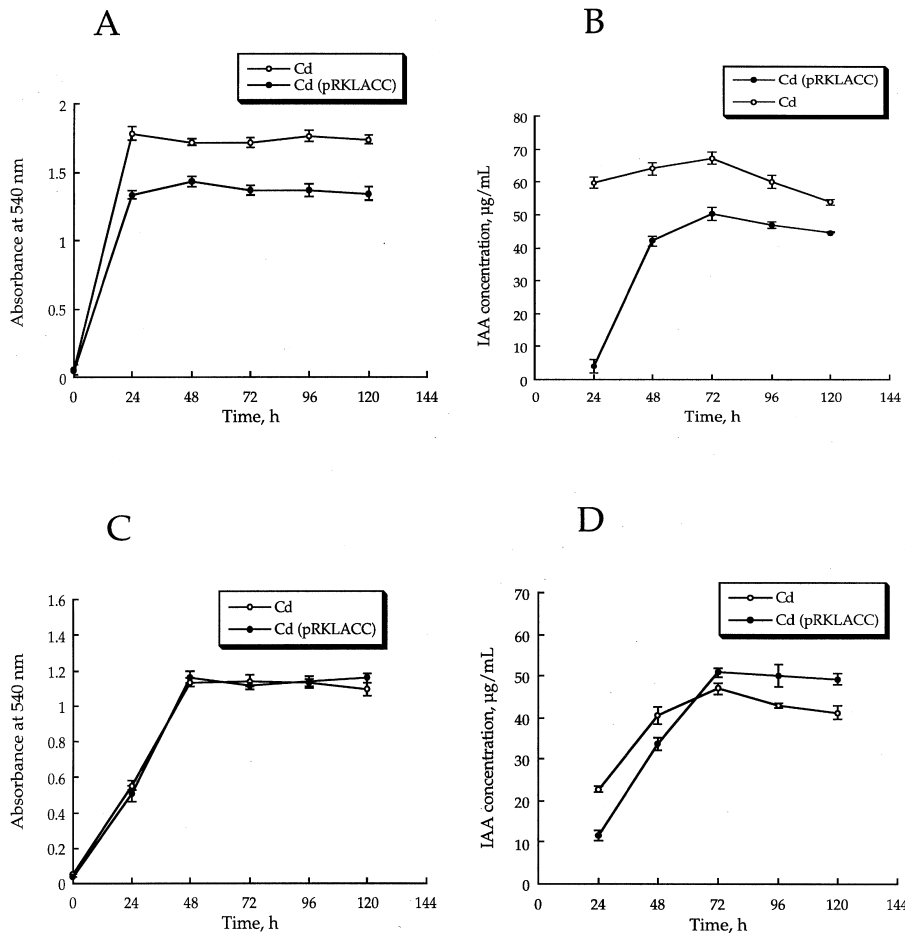 A
Cd
Cd (pRKLACC)
2
1.5
1
0.5
0
Absorbance at 540 nm
0 24 48 72 96 120 144
Time, h
B
Cd (pRKLACC)
Cd
80
70
60
50
40
30
20
10
0
IAA concentration, µg/mL
0 24 48 72 96 120 144
Time, h
C
Cd
Cd (pRKLACC)
1.6
1.4
1.2
1
0.8
0.6
0.4
0.2
0
Absorbance at 540 nm
0 24 48 72 96 120 144
Time, h
D
Cd
Cd (pRKLACC)
70
60
50
40
30
20
10
0
IAA concentration, µg/mL
0 24 48 72 96 120 144
Time, h